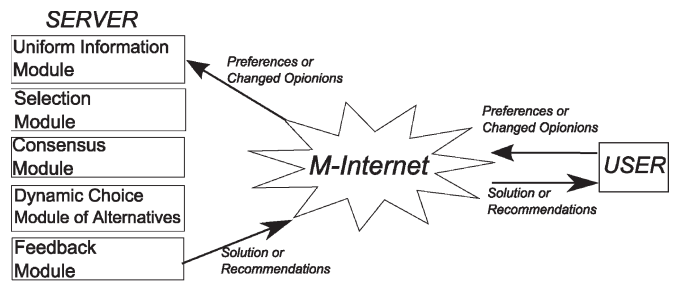 SERVER
Uniform Information
Module
Selection
Module
Consensus
Module
Dynamic Choice
Module of Alternatives
Feedback
Module
Preferences or
Changed Opionions
Solution or
Recommendations
M-Internet
Preferences or
Changed Opionions
Solution or
Recommendations
USER